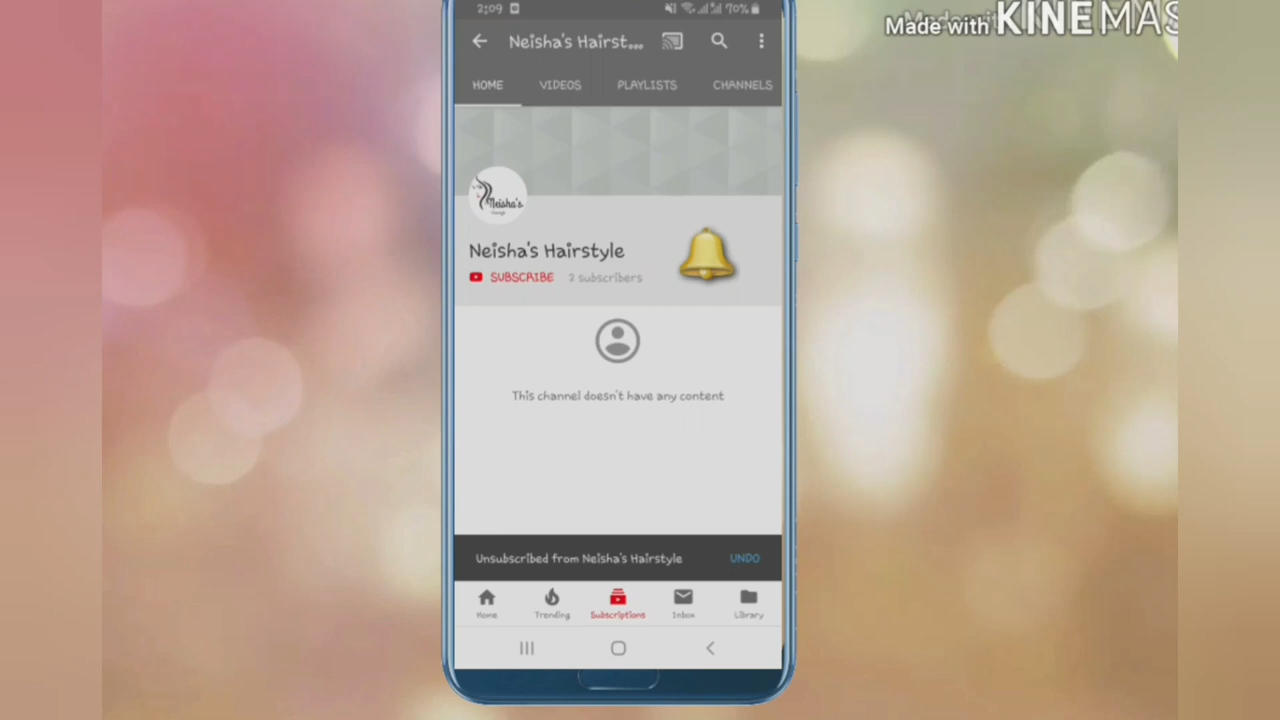 2:09 70%
Made with KINEMAS
Neisha's Hairst...
HOME VIDEOS PLAYLISTS CHANNELS
Neisha's
Neisha's Hairstyle
SUBSCRIBE 2 subscribers
This channel doesn't have any content
Unsubscribed from Neisha's Hairstyle UNDO
Home Trending Subscriptions Inbox Library